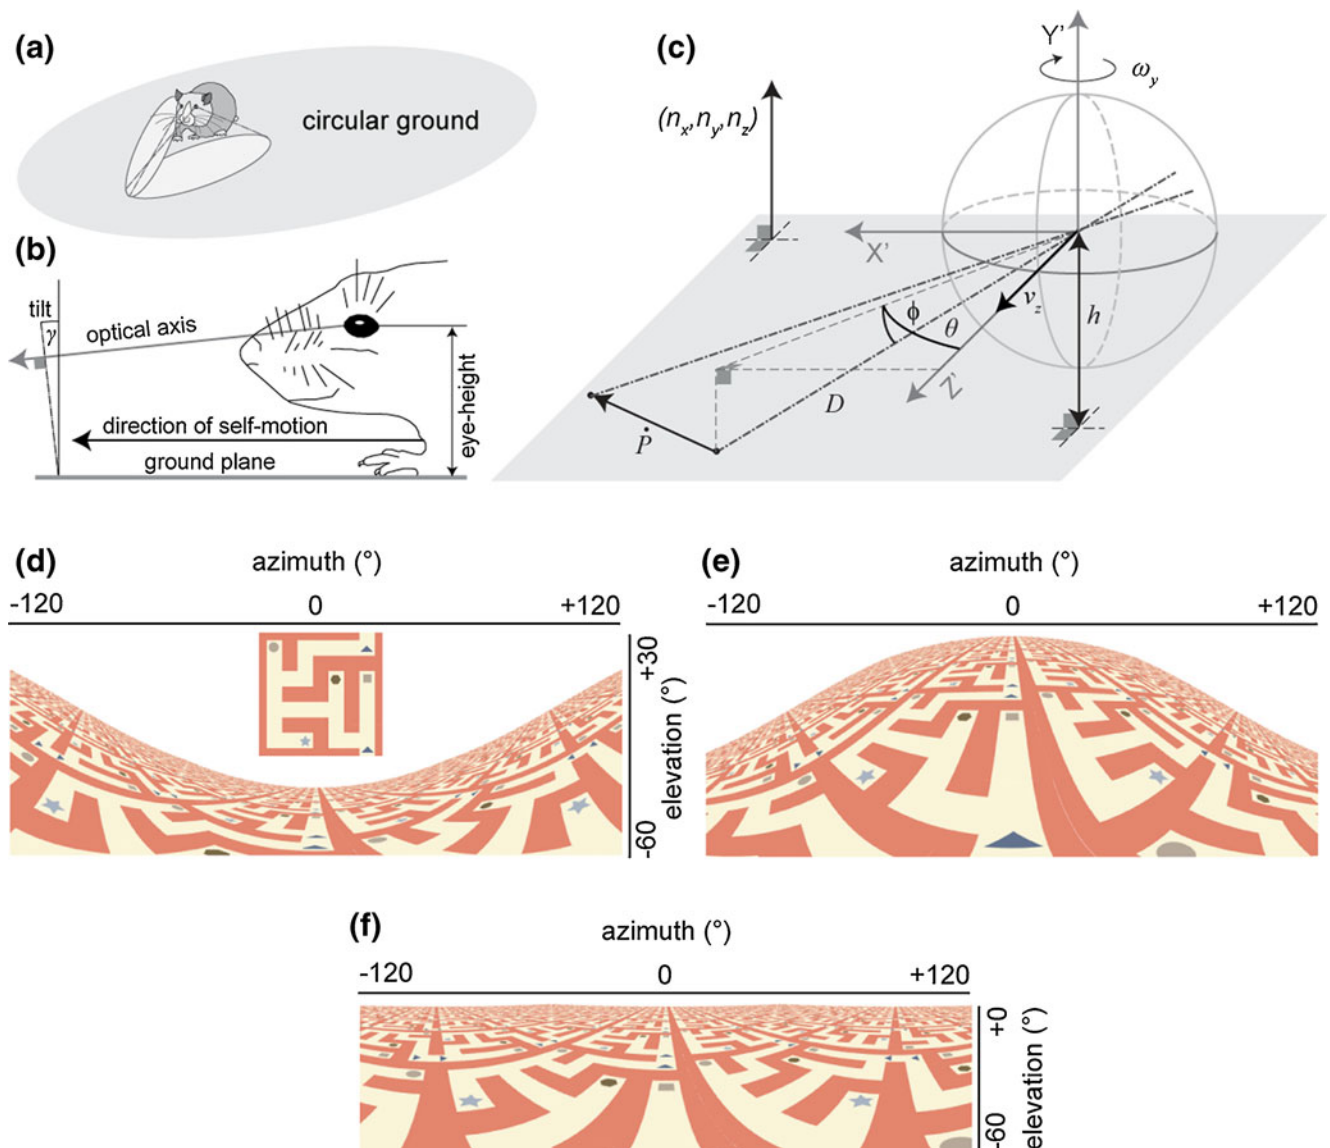 (a)
circular ground
(b)
tilt
γ
optical axis
eye-height
direction of self-motion
ground plane
(c)
Y'
ω_y
(n_x,n_y,n_z)
X'
v_z
h
ϕ
θ
Z'
D
Ṗ
(d)
azimuth (°)
-120 0 +120
+30
elevation (°)
-60
(e)
azimuth (°)
-120 0 +120
(f)
azimuth (°)
-120 0 +120
+0
elevation (°)
-60